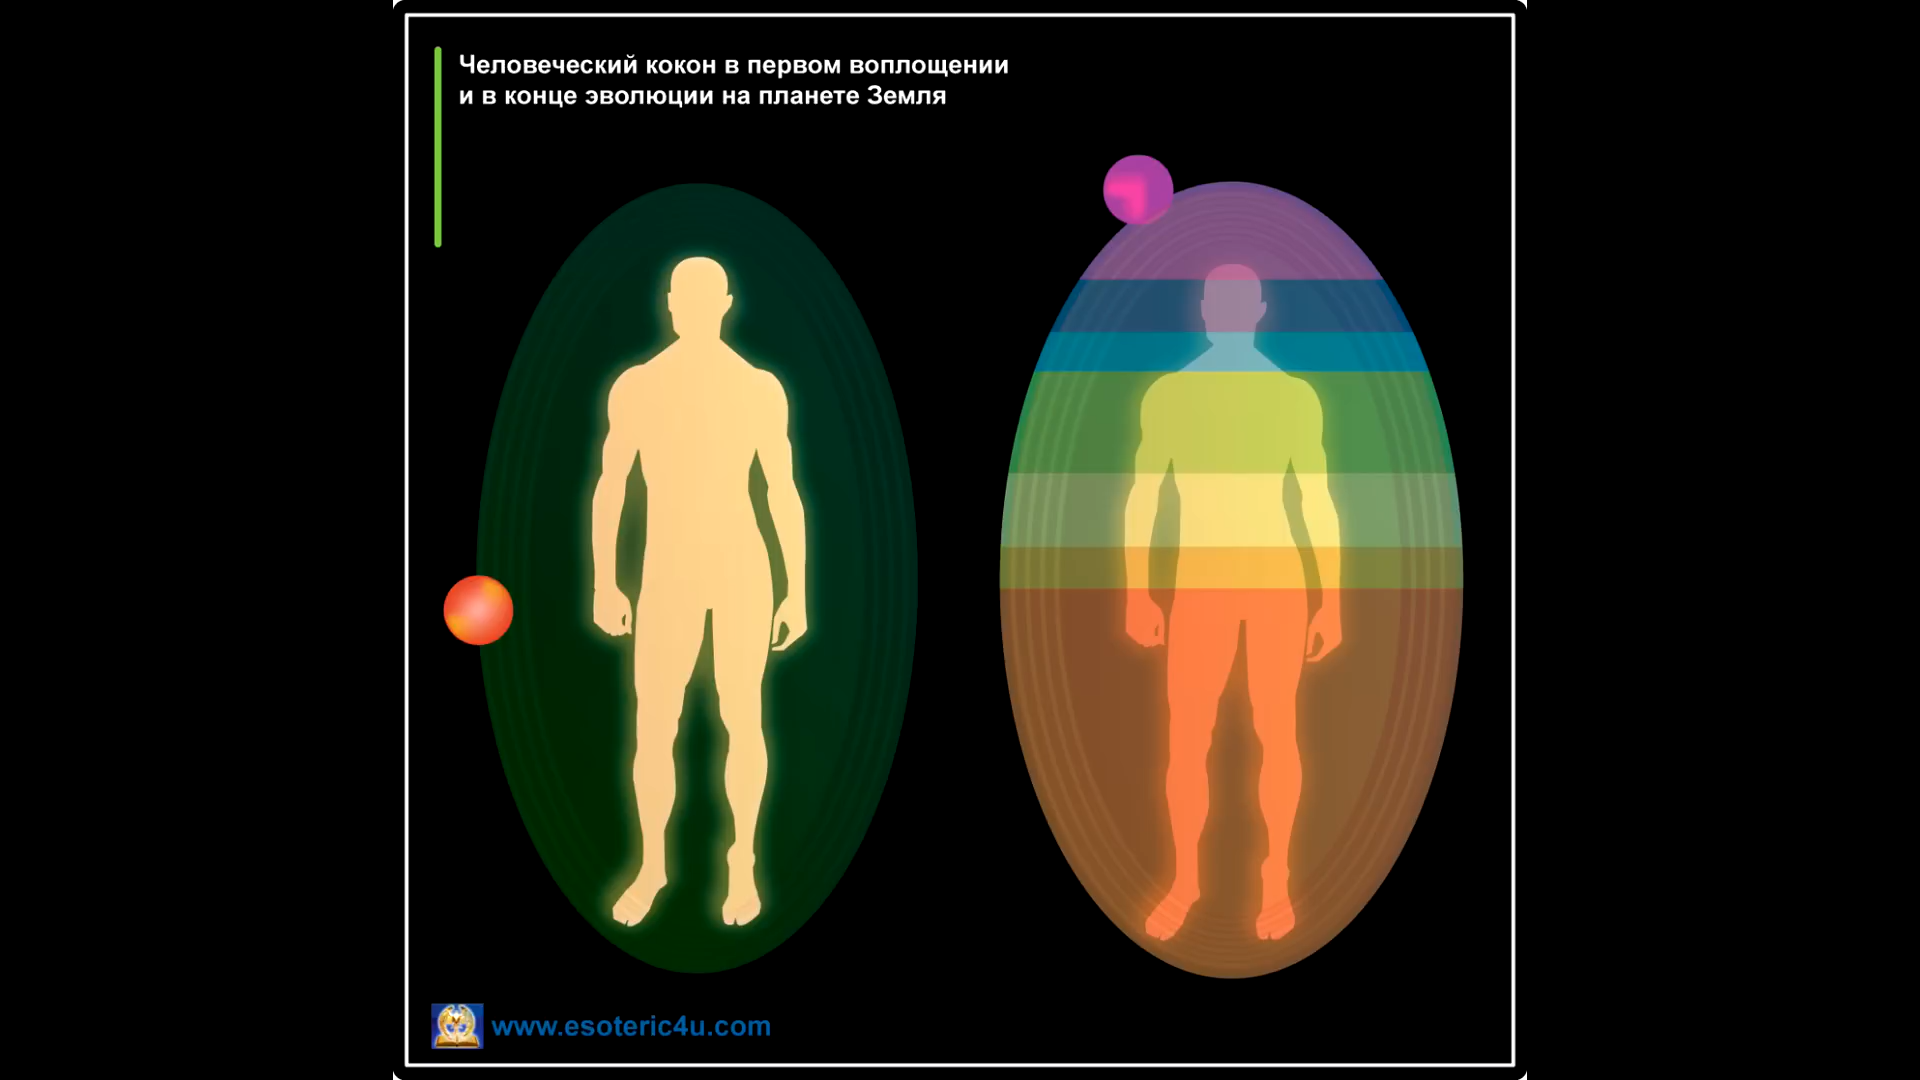 Человеческий кокон в первом воплощении
и в конце эволюции на планете Земля
www.esoteric4u.com